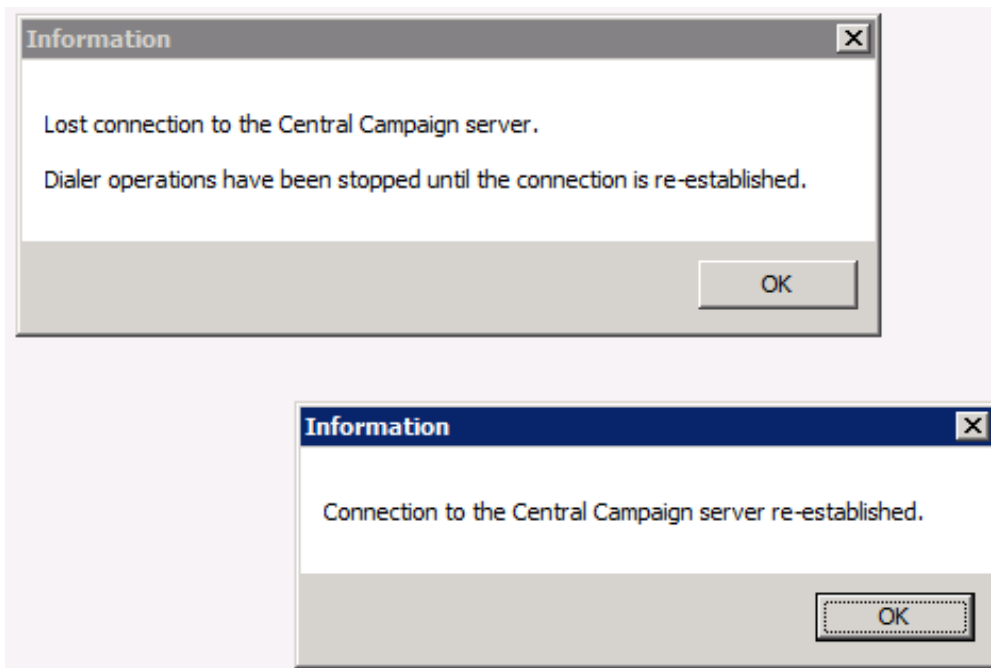 Information
Lost connection to the Central Campaign server.
Dialer operations have been stopped until the connection is re-established.
OK
Information
Connection to the Central Campaign server re-established.
OK